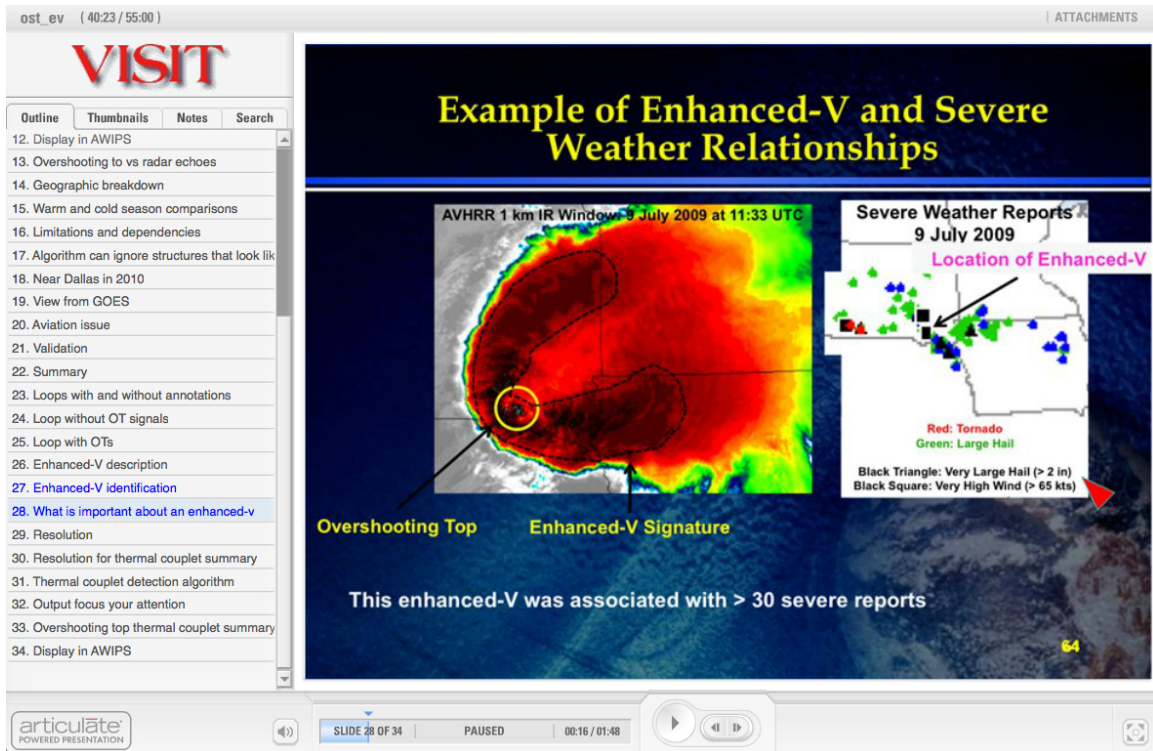 ost_ev ( 40:23 / 55:00 )
ATTACHMENTS
VISIT
Outline Thumbnails Notes Search
12. Display in AWIPS
13. Overshooting to vs radar echoes
14. Geographic breakdown
15. Warm and cold season comparisons
16. Limitations and dependencies
17. Algorithm can ignore structures that look lik
18. Near Dallas in 2010
19. View from GOES
20. Aviation issue
21. Validation
22. Summary
23. Loops with and without annotations
24. Loop without OT signals
25. Loop with OTs
26. Enhanced-V description
27. Enhanced-V identification
28. What is important about an enhanced-v
29. Resolution
30. Resolution for thermal couplet summary
31. Thermal couplet detection algorithm
32. Output focus your attention
33. Overshooting top thermal couplet summary
34. Display in AWIPS
Example of Enhanced-V and Severe
Weather Relationships
AVHRR 1 km IR Window: 9 July 2009 at 11:33 UTC
Severe Weather Reports
9 July 2009
Location of Enhanced-V
Red: Tornado
Green: Large Hail
Black Triangle: Very Large Hail (> 2 in)
Black Square: Very High Wind (> 65 kts)
Overshooting Top
Enhanced-V Signature
This enhanced-V was associated with > 30 severe reports
64
articulate
POWERED PRESENTATION
SLIDE 28 OF 34
PAUSED
00:16 / 01:48